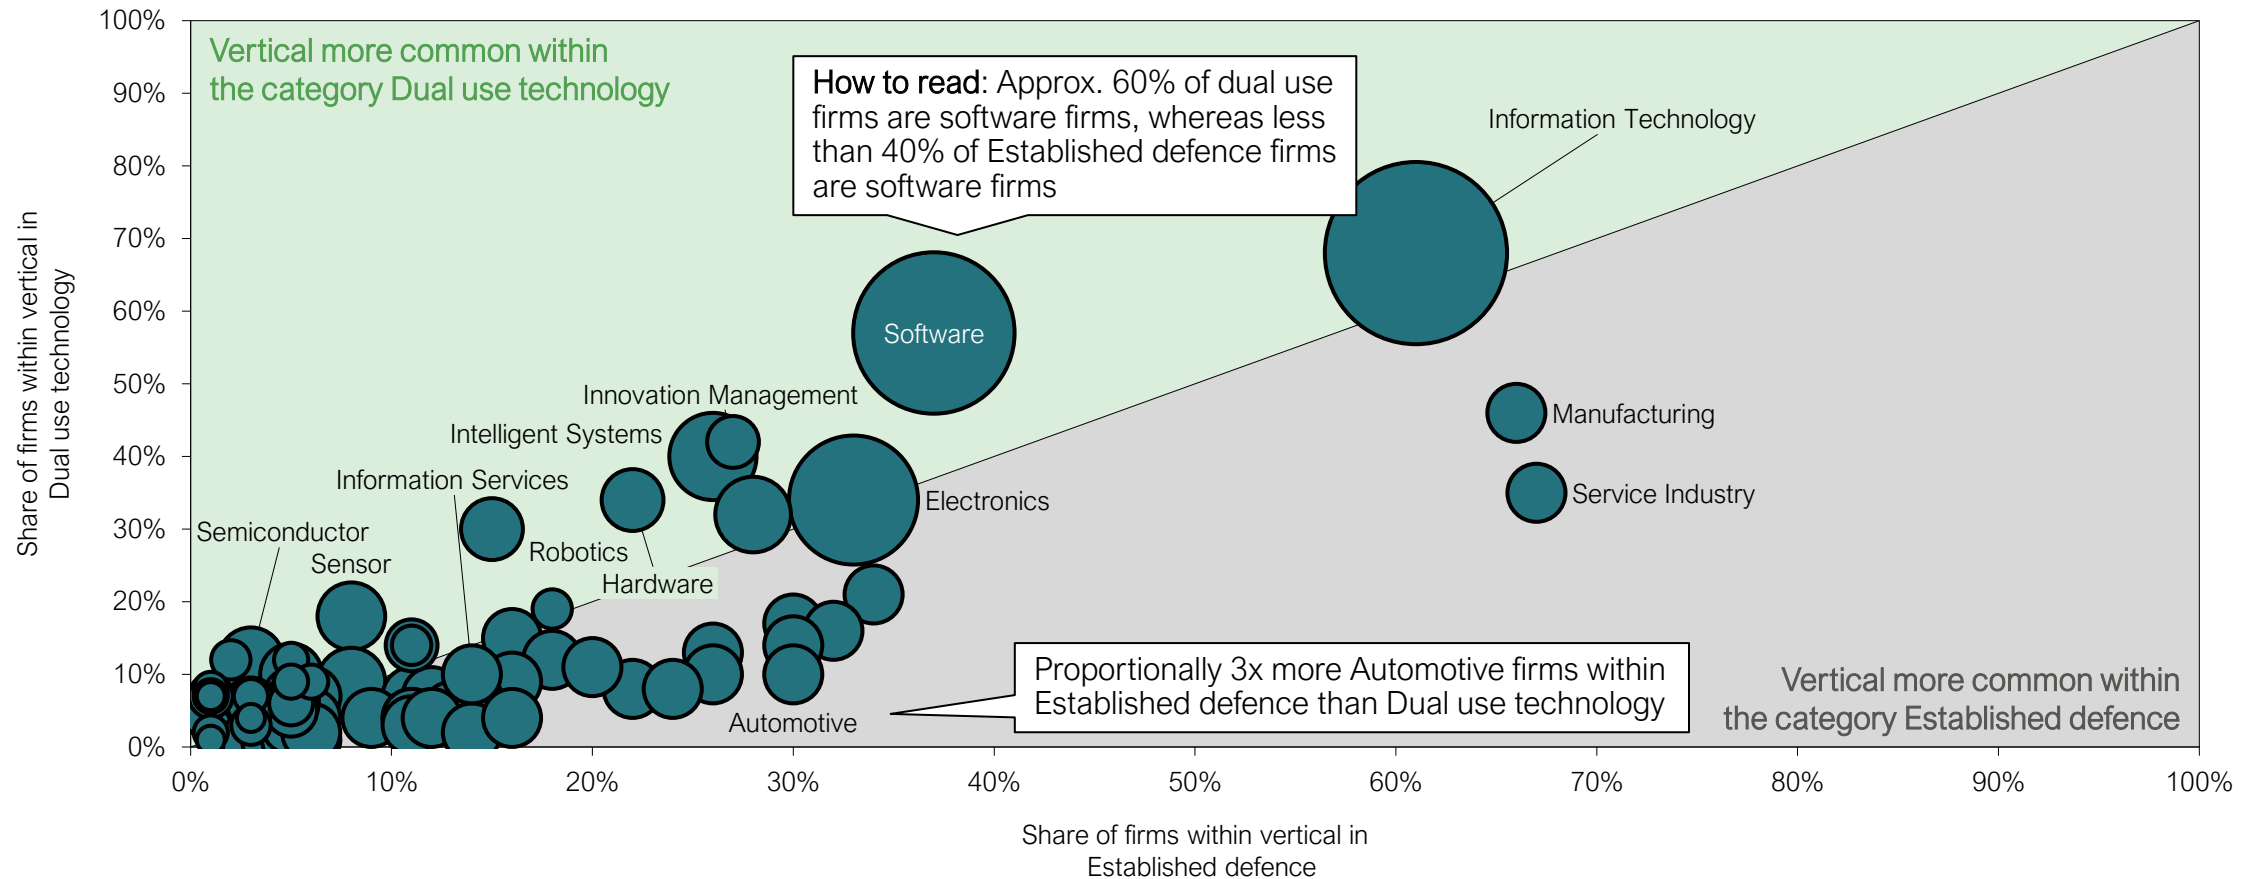 100%
90%
80%
70%
60%
50%
40%
30%
20%
10%
0%
Share of firms within vertical in
Dual use technology
Vertical more common within
the category Dual use technology
How to read: Approx. 60% of dual use
firms are software firms, whereas less
than 40% of Established defence firms
are software firms
Information Technology
Software
Innovation Management
Intelligent Systems
Manufacturing
Information Services
Electronics
Service Industry
Semiconductor
Sensor
Robotics
Hardware
Automotive
Proportionally 3x more Automotive firms within
Established defence than Dual use technology
Vertical more common within
the category Established defence
0%
10%
20%
30%
40%
50%
60%
70%
80%
90%
100%
Share of firms within vertical in
Established defence